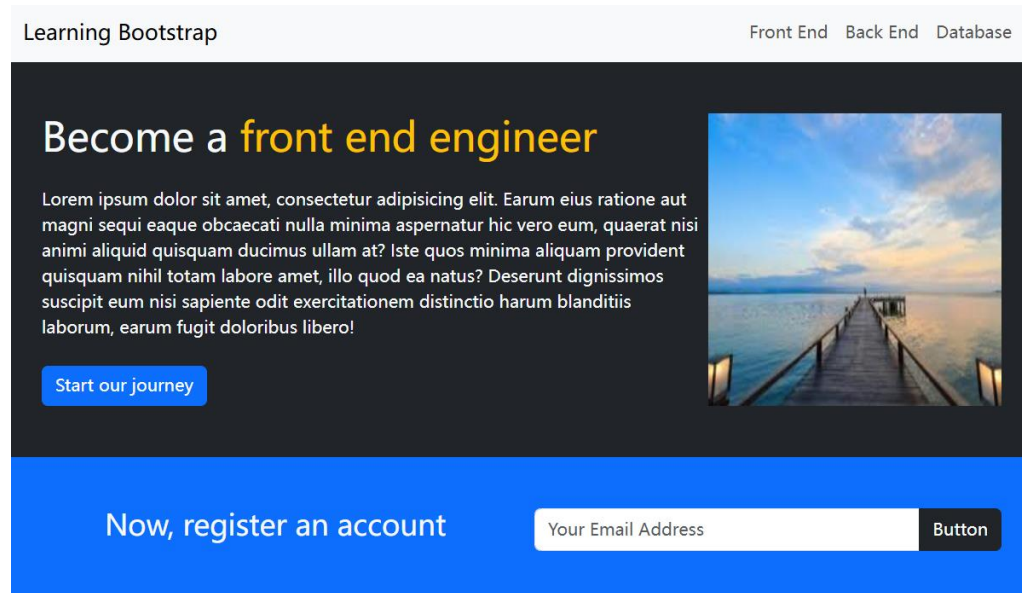 Learning Bootstrap
Front End Back End Database
Become a front end engineer
Lorem ipsum dolor sit amet, consectetur adipisicing elit. Earum eius ratione aut
magni sequi eaque obcaecati nulla minima aspernatur hic vero eum, quaerat nisi
animi aliquid quisquam ducimus ullam at? Iste quos minima aliquam provident
quisquam nihil totam labore amet, illo quod ea natus? Deserunt dignissimos
suscipit eum nisi sapiente odit exercitationem distinctio harum blanditiis
laborum, earum fugit doloribus libero!
Start our journey
Now, register an account
Your Email Address
Button